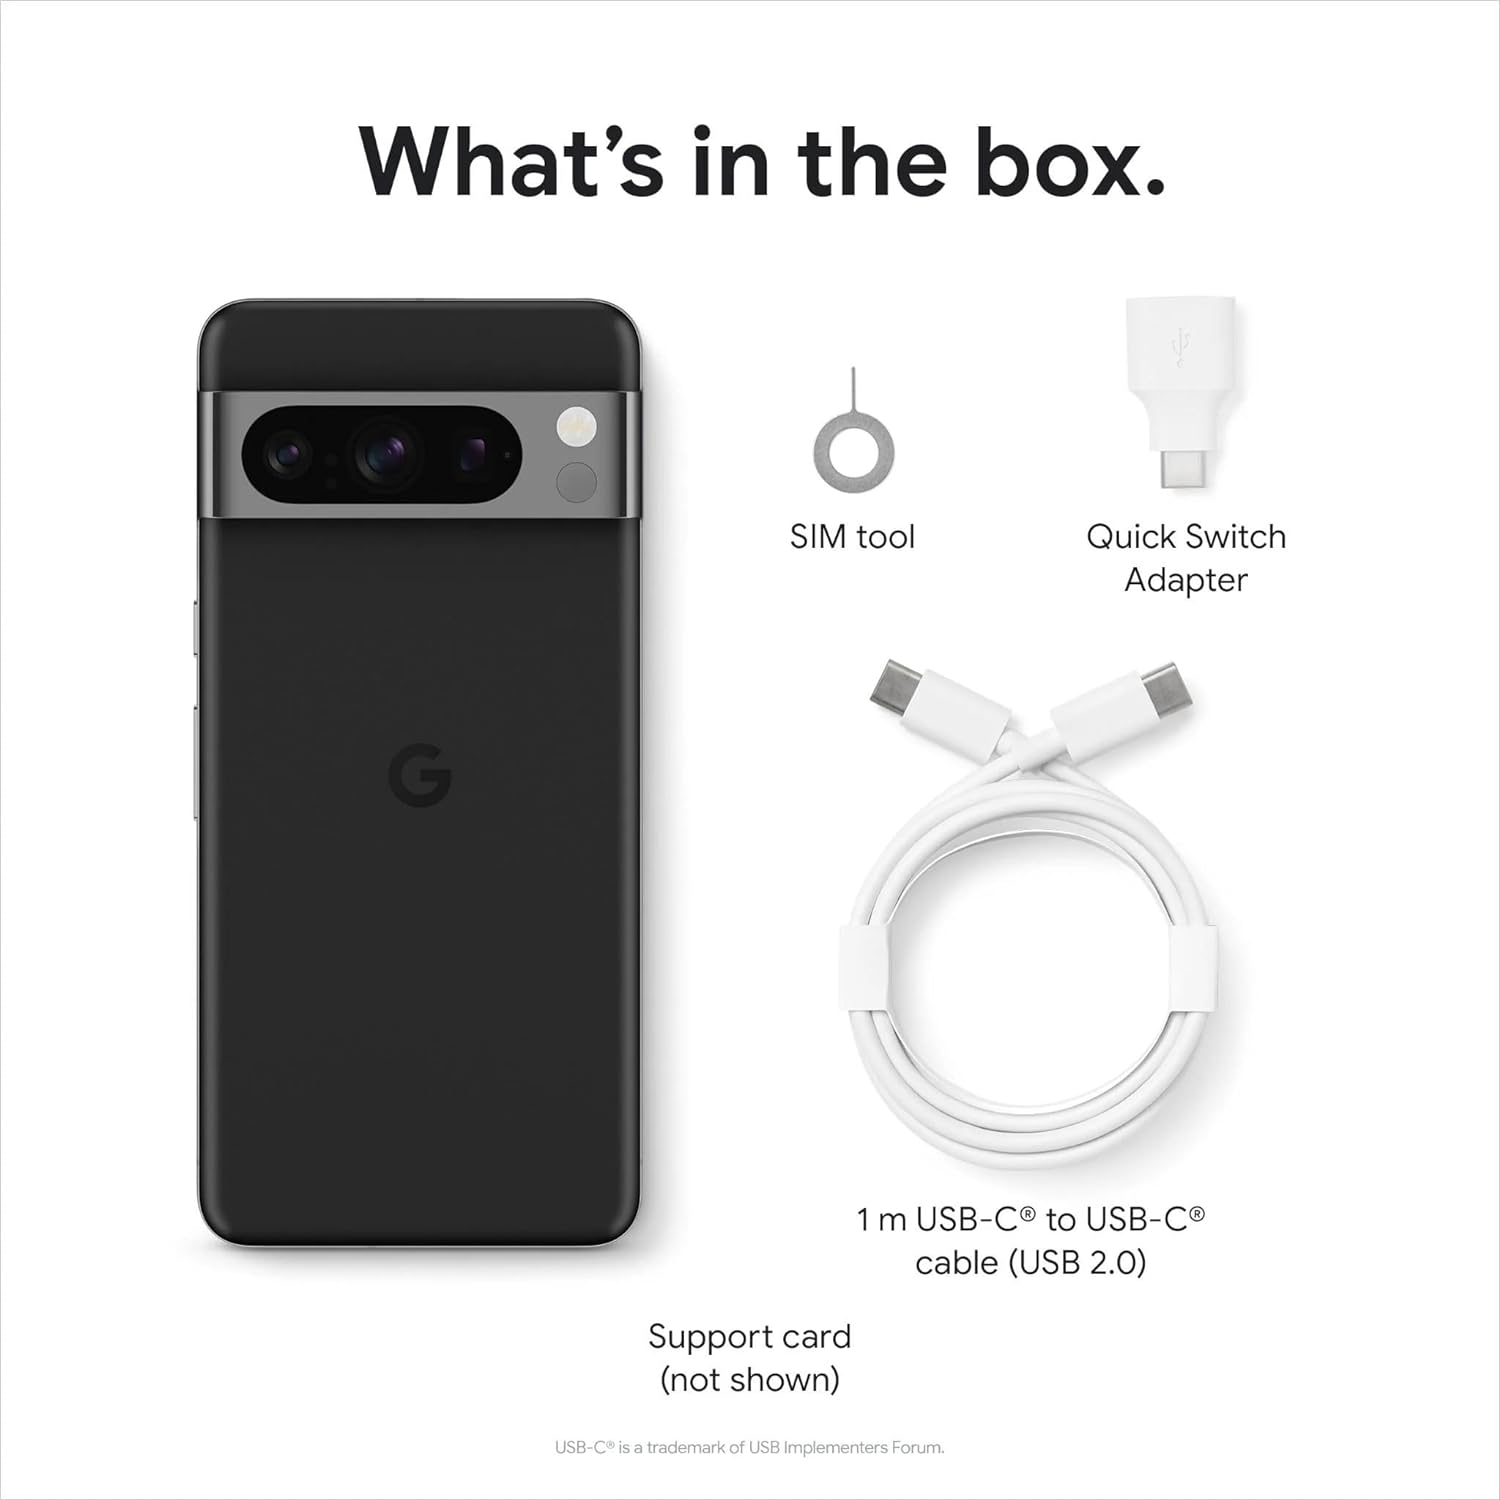 What’s in the box.
SIM tool
Quick Switch
Adapter
1 m USB-C® to USB-C®
cable (USB 2.0)
Support card
(not shown)
USB-C® is a trademark of USB Implementers Forum.